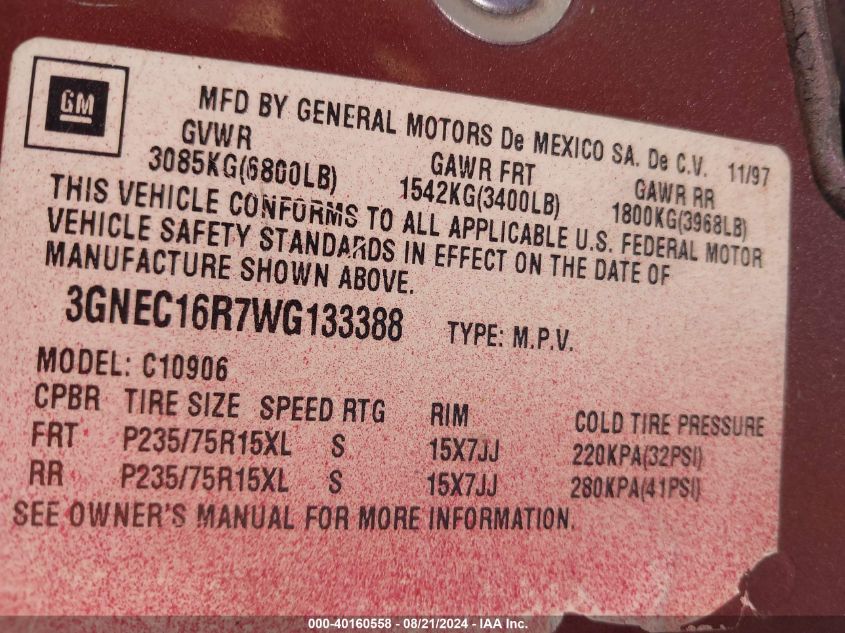 GM
MFD BY GENERAL MOTORS De MEXICO SA. De C.V. 11/97
GVWR GAWR FRT GAWR RR
3085KG(6800LB) 1542KG(3400LB) 1800KG(3968LB)
THIS VEHICLE CONFORMS TO ALL APPLICABLE U.S. FEDERAL MOTOR
VEHICLE SAFETY STANDARDS IN EFFECT ON THE DATE OF
MANUFACTURE SHOWN ABOVE.
3GNEC16R7WG133388 TYPE: M.P.V.
MODEL: C10906
CPBR TIRE SIZE SPEED RTG RIM COLD TIRE PRESSURE
FRT P235/75R15XL S 15X7JJ 220KPA(32PSI)
RR P235/75R15XL S 15X7JJ 280KPA(41PSI)
SEE OWNER'S MANUAL FOR MORE INFORMATION.
000-40160558 - 08/21/2024 - IAA Inc.